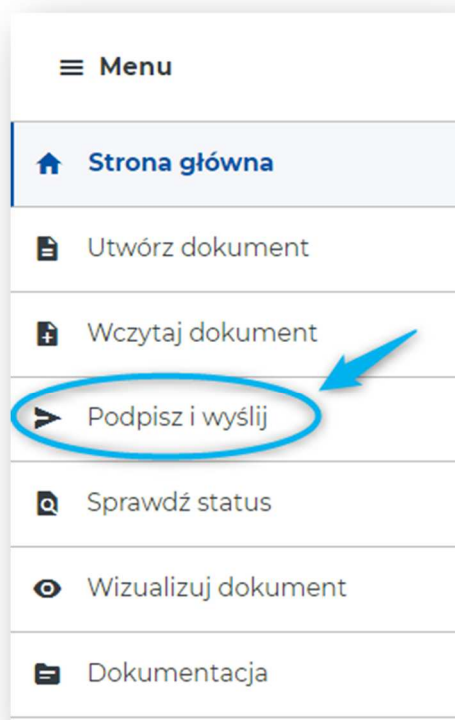 Menu
Strona główna
Utwórz dokument
Wczytaj dokument
Podpisz i wyślij
Sprawdź status
Wizualizuj dokument
Dokumentacja